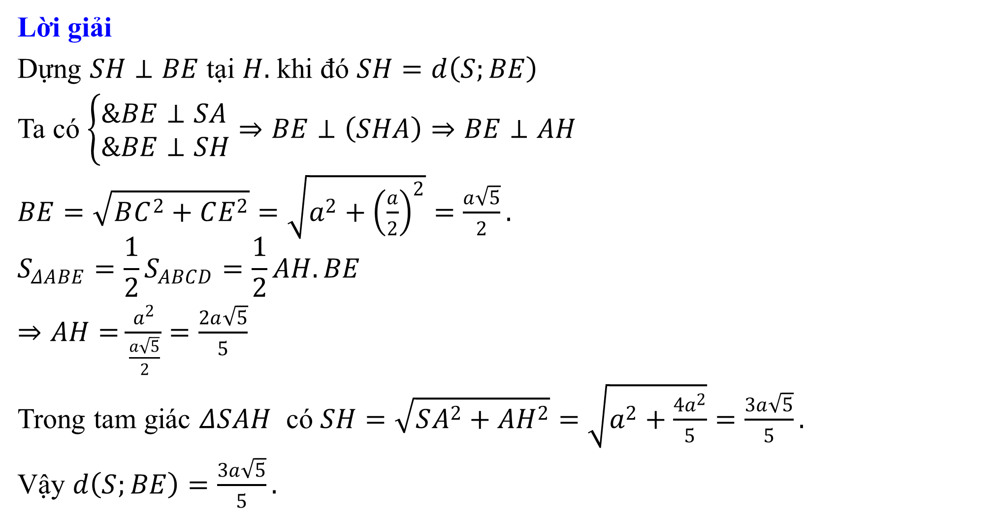 Lời giải
Dựng $SH \perp BE$ tại $H.$ khi đó $SH = d(S; BE)$
Ta có $\begin{cases} \&BE \perp SA \\ \&BE \perp SH \end{cases} \Rightarrow BE \perp (SHA) \Rightarrow BE \perp AH$
$BE = \sqrt{BC^2 + CE^2} = \sqrt{a^2 + \left(\frac{a}{2}\right)^2} = \frac{a\sqrt{5}}{2}.$
$S_{\Delta ABE} = \frac{1}{2} S_{ABCD} = \frac{1}{2} AH. BE$
$\Rightarrow AH = \frac{a^2}{\frac{a\sqrt{5}}{2}} = \frac{2a\sqrt{5}}{5}$
Trong tam giác $\Delta SAH$ có $SH = \sqrt{SA^2 + AH^2} = \sqrt{a^2 + \frac{4a^2}{5}} = \frac{3a\sqrt{5}}{5}.$
Vậy $d(S; BE) = \frac{3a\sqrt{5}}{5}.$